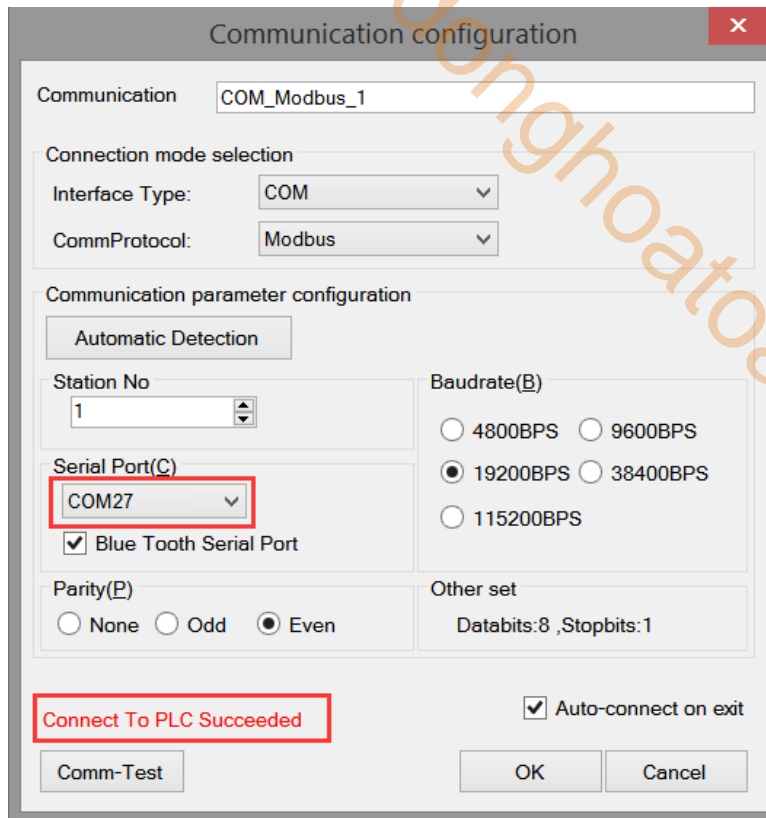 Communication configuration
Communication COM_Modbus_1
Connection mode selection
Interface Type: COM
CommProtocol: Modbus
Communication parameter configuration
Automatic Detection
Station No
1
Serial Port(C)
COM27
Blue Tooth Serial Port
Baudrate(B)
4800BPS 9600BPS
19200BPS 38400BPS
115200BPS
Parity(P)
None Odd Even
Other set
Databits:8 ,Stopbits:1
Connect To PLC Succeeded
Auto-connect on exit
Comm-Test OK Cancel